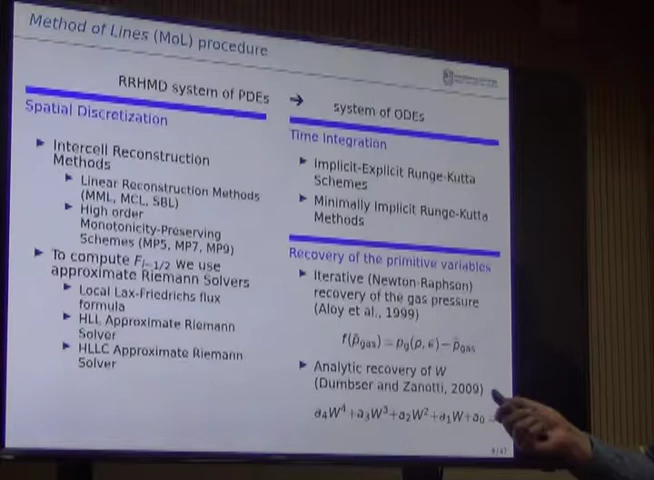 Method of Lines (MoL) procedure
RRHMD system of PDEs → system of ODEs
Spatial Discretization
▶ Intercell Reconstruction
Methods
▶ Linear Reconstruction Methods
(MML, MCL, SBL)
▶ High order
Monotonicity-Preserving
Schemes (MP5, MP7, MP9)
▶ To compute F_{i−1/2} we use
approximate Riemann Solvers
▶ Local Lax-Friedrichs flux
formula
▶ HLL Approximate Riemann
Solver
▶ HLLC Approximate Riemann
Solver
Time Integration
▶ Implicit-Explicit Runge-Kutta
Schemes
▶ Minimally Implicit Runge-Kutta
Methods
Recovery of the primitive variables
▶ Iterative (Newton-Raphson)
recovery of the gas pressure
(Aloy et al., 1999)
f(p̄_gas) = p_g(ρ, ϵ) − p̄_gas
▶ Analytic recovery of W
(Dumbser and Zanotti, 2009)
a₄W⁴+a₃W³+a₂W²+a₁W+a₀